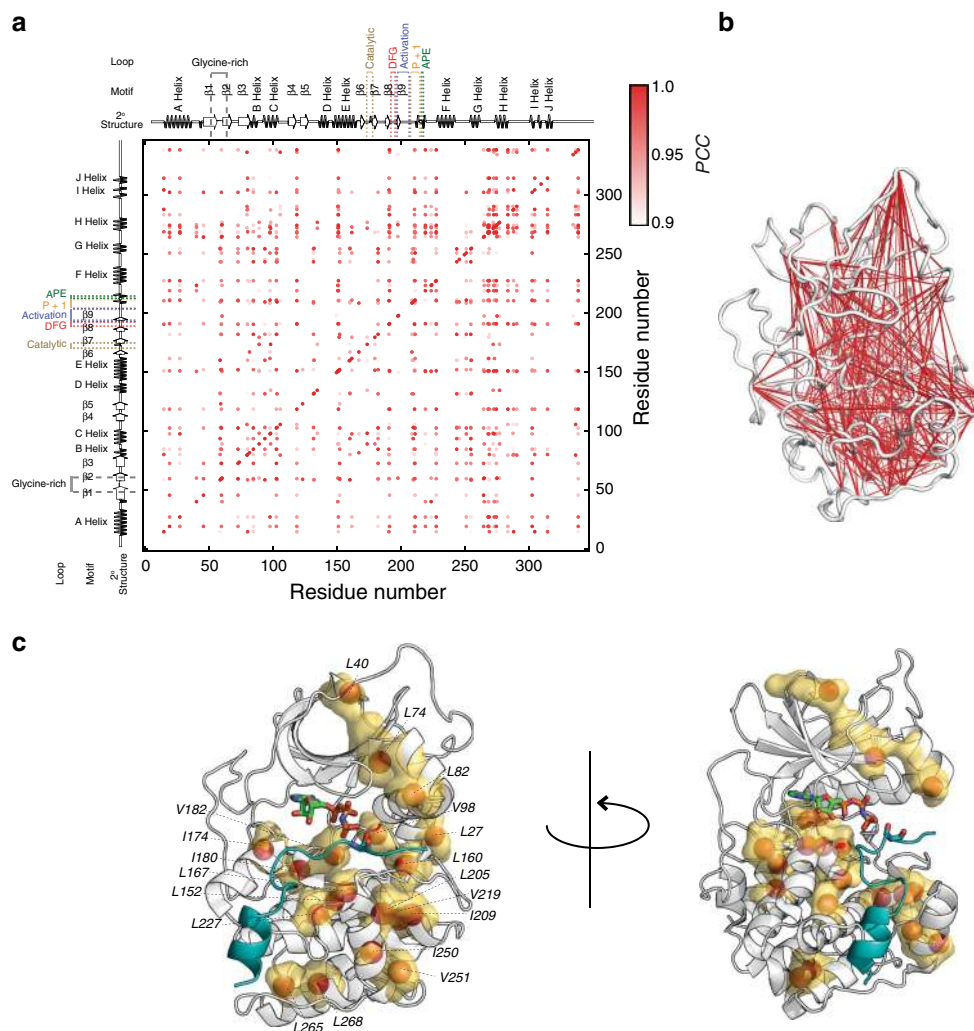 a
b
Loop
Glycine-rich
Catalytic
DFG
Activation
P + 1
APE
Motif
A Helix
β1
β2
β3
B Helix
C Helix
β4
β5
D Helix
E Helix
β6
β7
β8
β9
F Helix
G Helix
H Helix
I Helix
J Helix
2º
Structure
1.0
0.95
0.9
PCC
J Helix
I Helix
H Helix
G Helix
F Helix
APE
P + 1
Activation
β9
DFG
β8
Catalytic
β7
β6
E Helix
D Helix
β5
β4
C Helix
B Helix
β3
Glycine-rich
β2
β1
A Helix
Loop
Motif
2º
Structure
300
250
200
150
100
50
0
Residue number
0 50 100 150 200 250 300
Residue number
c
L40
L74
L82
V98
V182
L27
I174
L160
I180
L205
L167
V219
L152
I209
L227
I250
V251
L265
L268